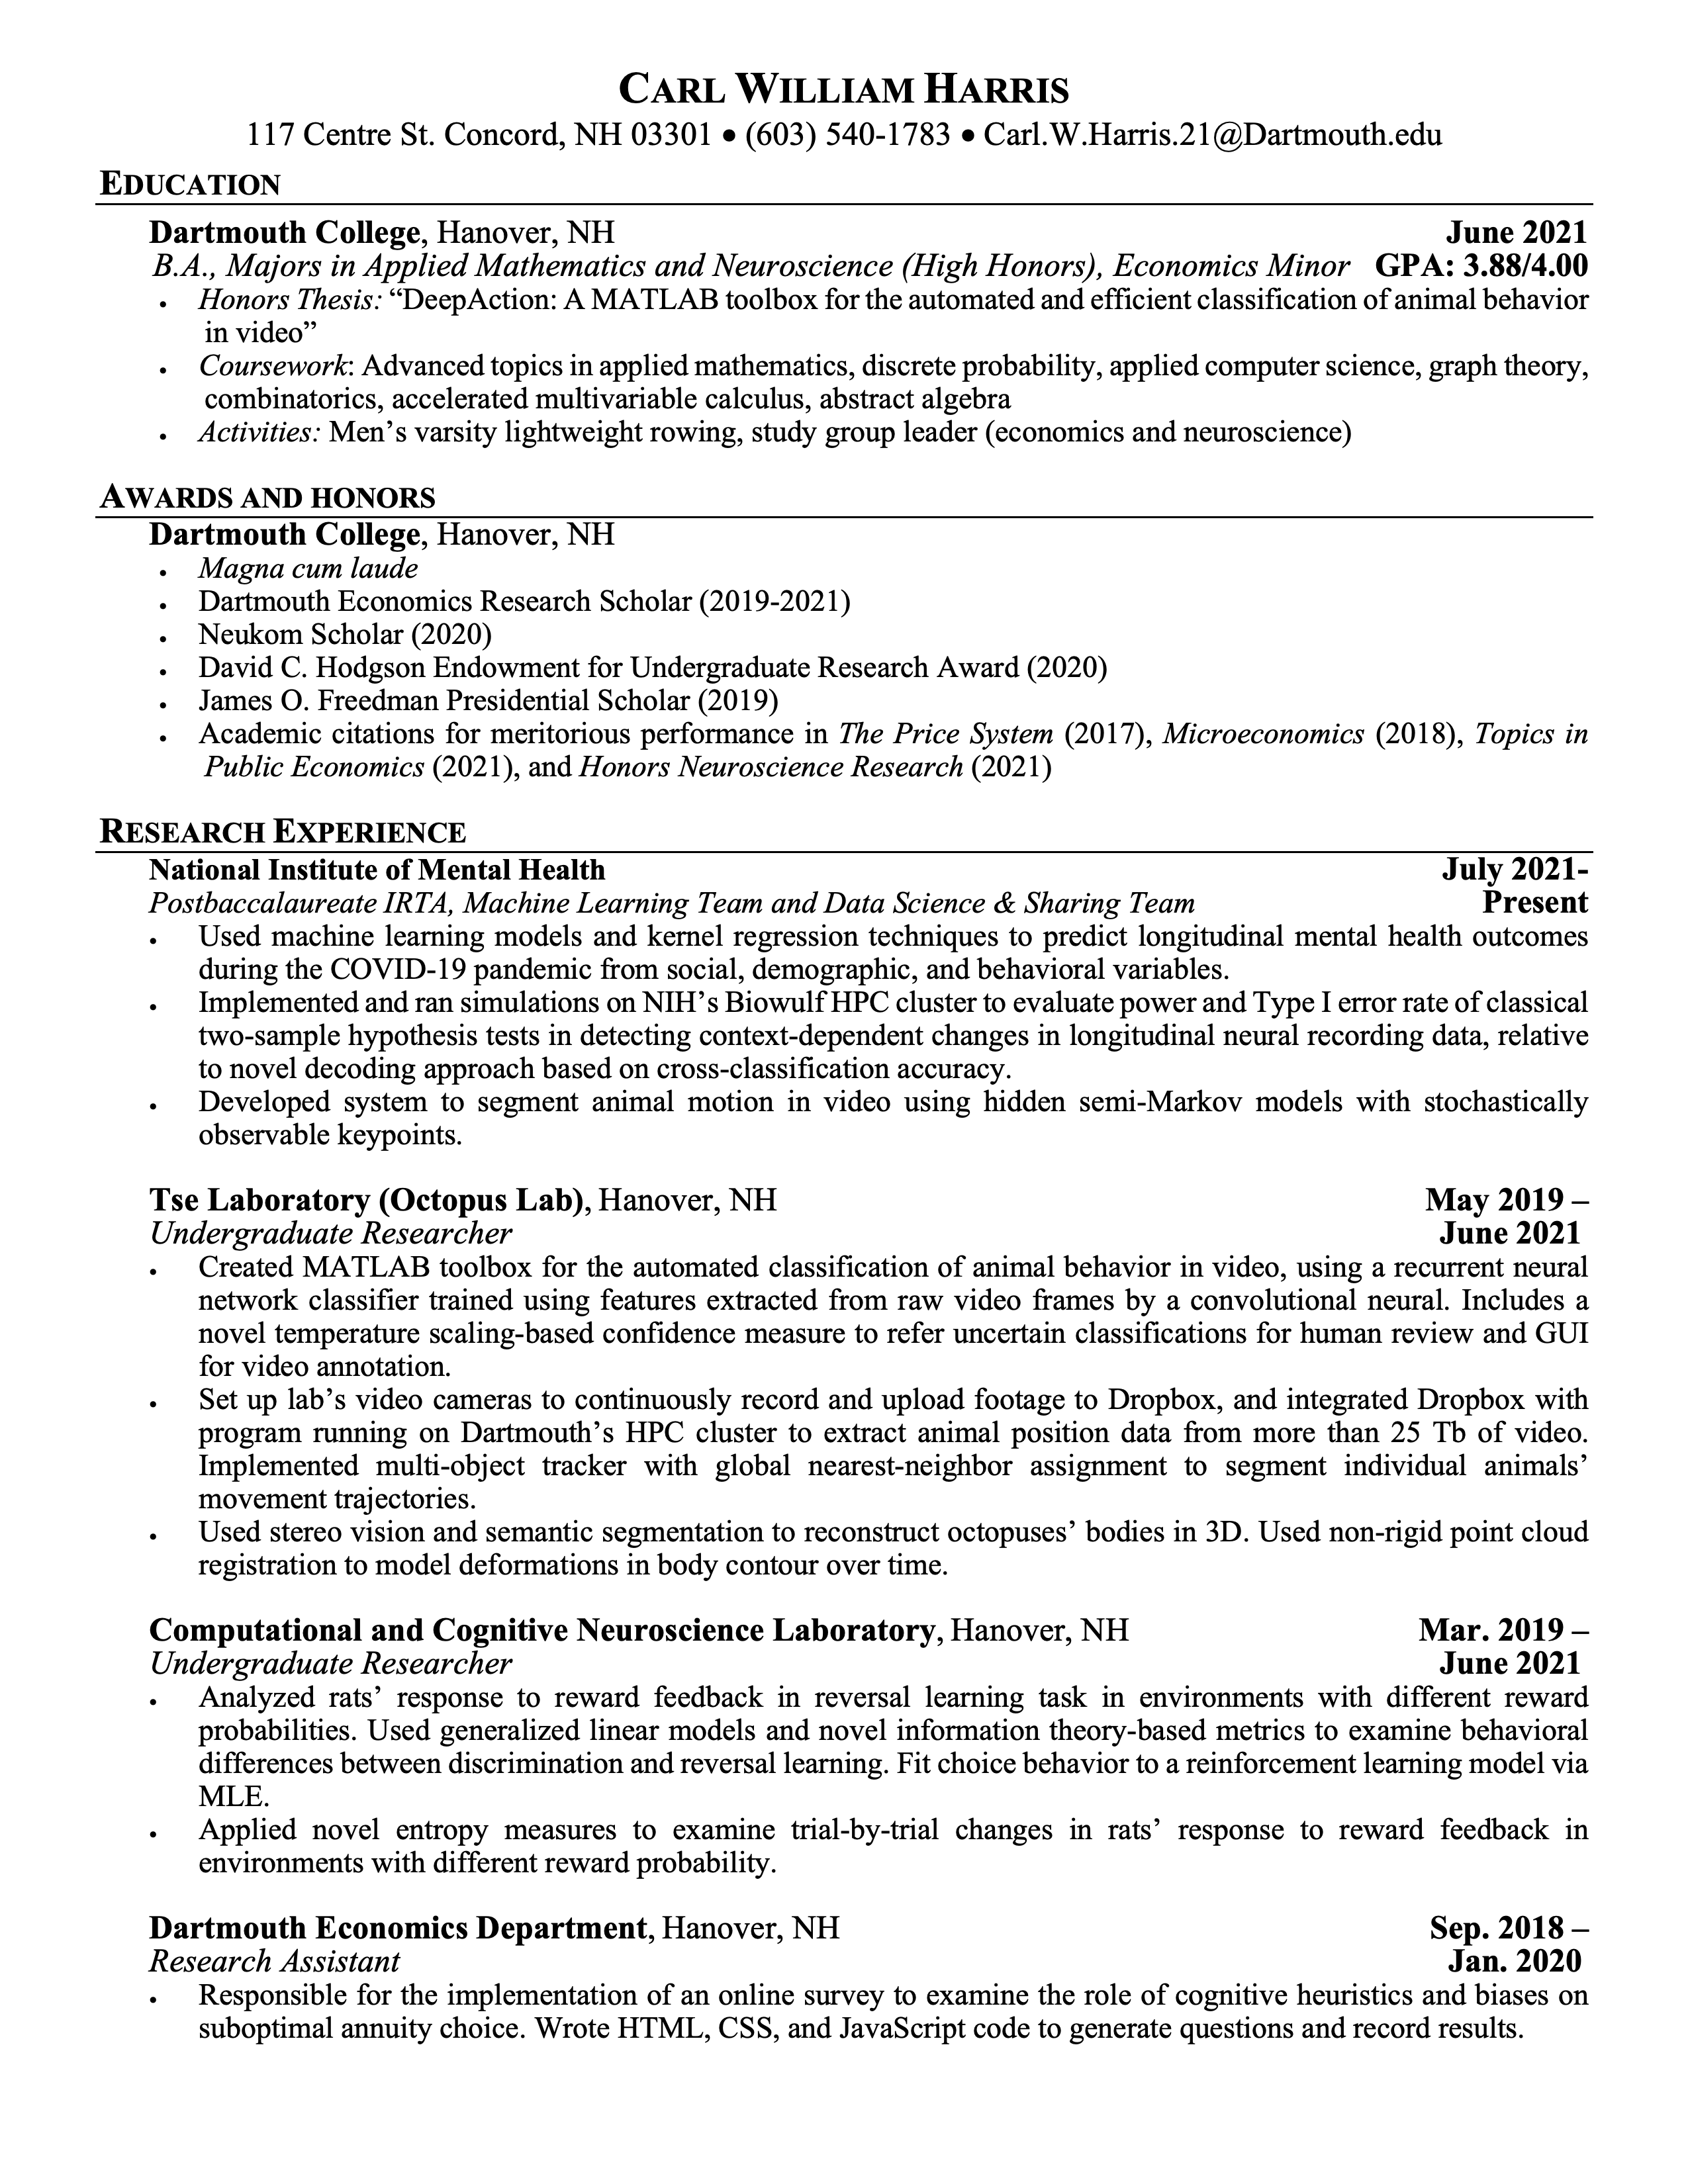 CARL WILLIAM HARRIS
117 Centre St. Concord, NH 03301 • (603) 540-1783 • Carl.W.Harris.21@Dartmouth.edu
EDUCATION
Dartmouth College, Hanover, NH June 2021
B.A., Majors in Applied Mathematics and Neuroscience (High Honors), Economics Minor GPA: 3.88/4.00
• Honors Thesis: “DeepAction: A MATLAB toolbox for the automated and efficient classification of animal behavior
in video”
• Coursework: Advanced topics in applied mathematics, discrete probability, applied computer science, graph theory,
combinatorics, accelerated multivariable calculus, abstract algebra
• Activities: Men’s varsity lightweight rowing, study group leader (economics and neuroscience)
AWARDS AND HONORS
Dartmouth College, Hanover, NH
• Magna cum laude
• Dartmouth Economics Research Scholar (2019-2021)
• Neukom Scholar (2020)
• David C. Hodgson Endowment for Undergraduate Research Award (2020)
• James O. Freedman Presidential Scholar (2019)
• Academic citations for meritorious performance in The Price System (2017), Microeconomics (2018), Topics in
Public Economics (2021), and Honors Neuroscience Research (2021)
RESEARCH EXPERIENCE
National Institute of Mental Health July 2021-
Postbaccalaureate IRTA, Machine Learning Team and Data Science & Sharing Team Present
• Used machine learning models and kernel regression techniques to predict longitudinal mental health outcomes
during the COVID-19 pandemic from social, demographic, and behavioral variables.
• Implemented and ran simulations on NIH’s Biowulf HPC cluster to evaluate power and Type I error rate of classical
two-sample hypothesis tests in detecting context-dependent changes in longitudinal neural recording data, relative
to novel decoding approach based on cross-classification accuracy.
• Developed system to segment animal motion in video using hidden semi-Markov models with stochastically
observable keypoints.
Tse Laboratory (Octopus Lab), Hanover, NH May 2019 –
Undergraduate Researcher June 2021
• Created MATLAB toolbox for the automated classification of animal behavior in video, using a recurrent neural
network classifier trained using features extracted from raw video frames by a convolutional neural. Includes a
novel temperature scaling-based confidence measure to refer uncertain classifications for human review and GUI
for video annotation.
• Set up lab’s video cameras to continuously record and upload footage to Dropbox, and integrated Dropbox with
program running on Dartmouth’s HPC cluster to extract animal position data from more than 25 Tb of video.
Implemented multi-object tracker with global nearest-neighbor assignment to segment individual animals’
movement trajectories.
• Used stereo vision and semantic segmentation to reconstruct octopuses’ bodies in 3D. Used non-rigid point cloud
registration to model deformations in body contour over time.
Computational and Cognitive Neuroscience Laboratory, Hanover, NH Mar. 2019 –
Undergraduate Researcher June 2021
• Analyzed rats’ response to reward feedback in reversal learning task in environments with different reward
probabilities. Used generalized linear models and novel information theory-based metrics to examine behavioral
differences between discrimination and reversal learning. Fit choice behavior to a reinforcement learning model via
MLE.
• Applied novel entropy measures to examine trial-by-trial changes in rats’ response to reward feedback in
environments with different reward probability.
Dartmouth Economics Department, Hanover, NH Sep. 2018 –
Research Assistant Jan. 2020
• Responsible for the implementation of an online survey to examine the role of cognitive heuristics and biases on
suboptimal annuity choice. Wrote HTML, CSS, and JavaScript code to generate questions and record results.